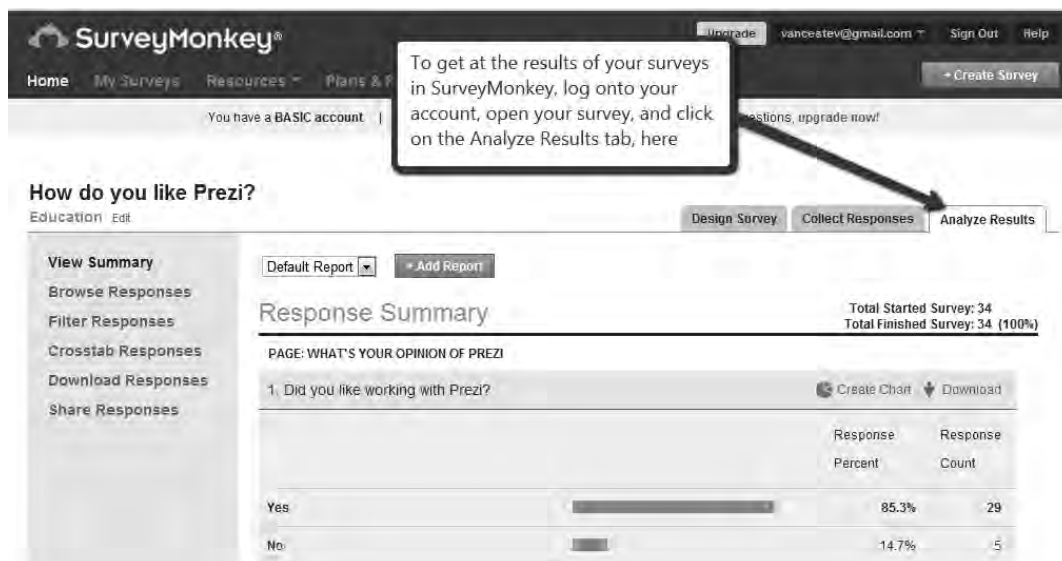 SurveyMonkey®
Upgrade vancestev@gmail.com Sign Out Help
Home My Surveys Resources Plans &
+ Create Survey
To get at the results of your surveys
in SurveyMonkey, log onto your
account, open your survey, and click
on the Analyze Results tab, here
You have a BASIC account | estions, upgrade now!
How do you like Prezi?
Education Edit
Design Survey Collect Responses Analyze Results
View Summary
Browse Responses
Filter Responses
Crosstab Responses
Download Responses
Share Responses
Default Report + Add Report
Response Summary
Total Started Survey: 34
Total Finished Survey: 34 (100%)
PAGE: WHAT'S YOUR OPINION OF PREZI
1. Did you like working with Prezi? Create Chart Download
Response Response
Percent Count
Yes 85.3% 29
No 14.7% 5